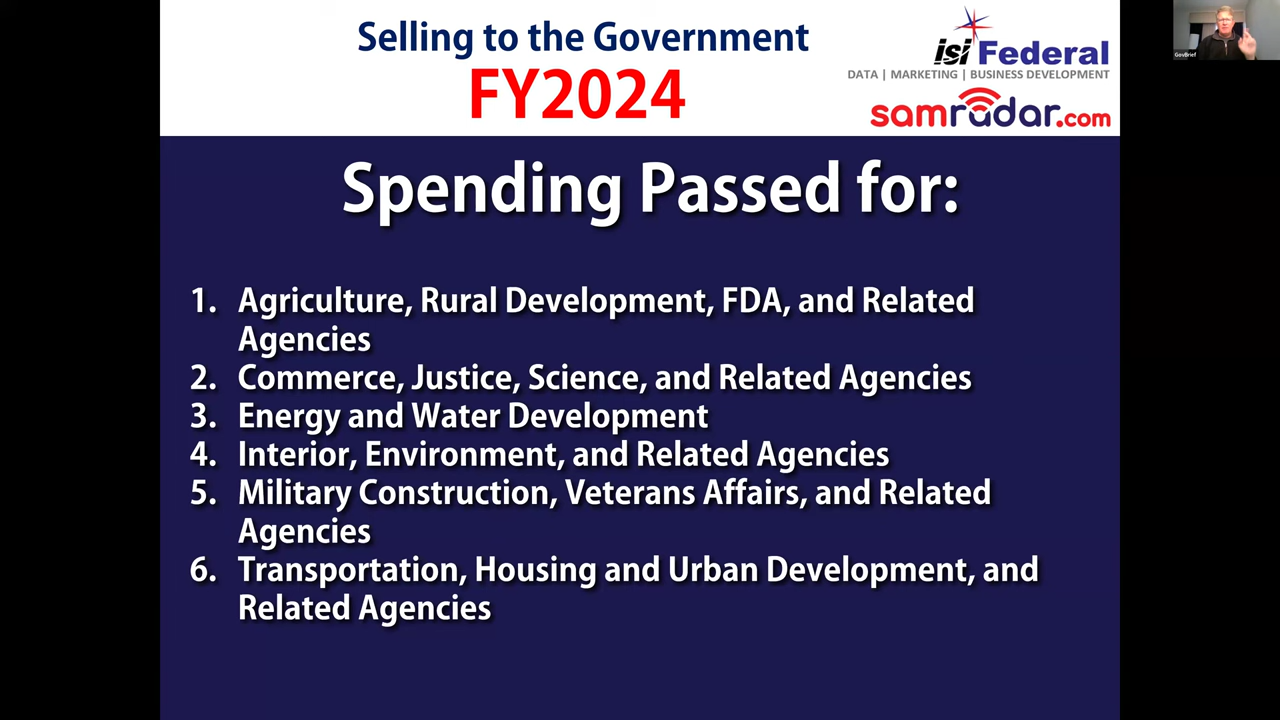 Selling to the Government
FY2024
isi Federal
DATA | MARKETING | BUSINESS DEVELOPMENT
samradar.com
GovBrief
Spending Passed for:
1. Agriculture, Rural Development, FDA, and Related
Agencies
2. Commerce, Justice, Science, and Related Agencies
3. Energy and Water Development
4. Interior, Environment, and Related Agencies
5. Military Construction, Veterans Affairs, and Related
Agencies
6. Transportation, Housing and Urban Development, and
Related Agencies